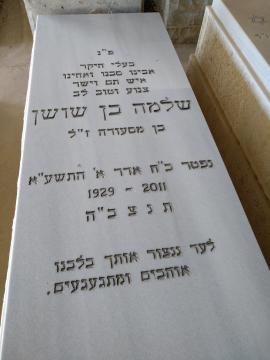 פ"נ
בעלי היקר
אבינו סבנו ואחינו
איש תם וישר
צנוע וטוב לב
שלמה בן שושן
בן מסעודה ז"ל
נפטר כ"ח אדר א' התשע"א
1929 - 2011
ת נ צ ב "ה
לעד ננצור אותך בלבנו
אוהבים ומתגעגעים.